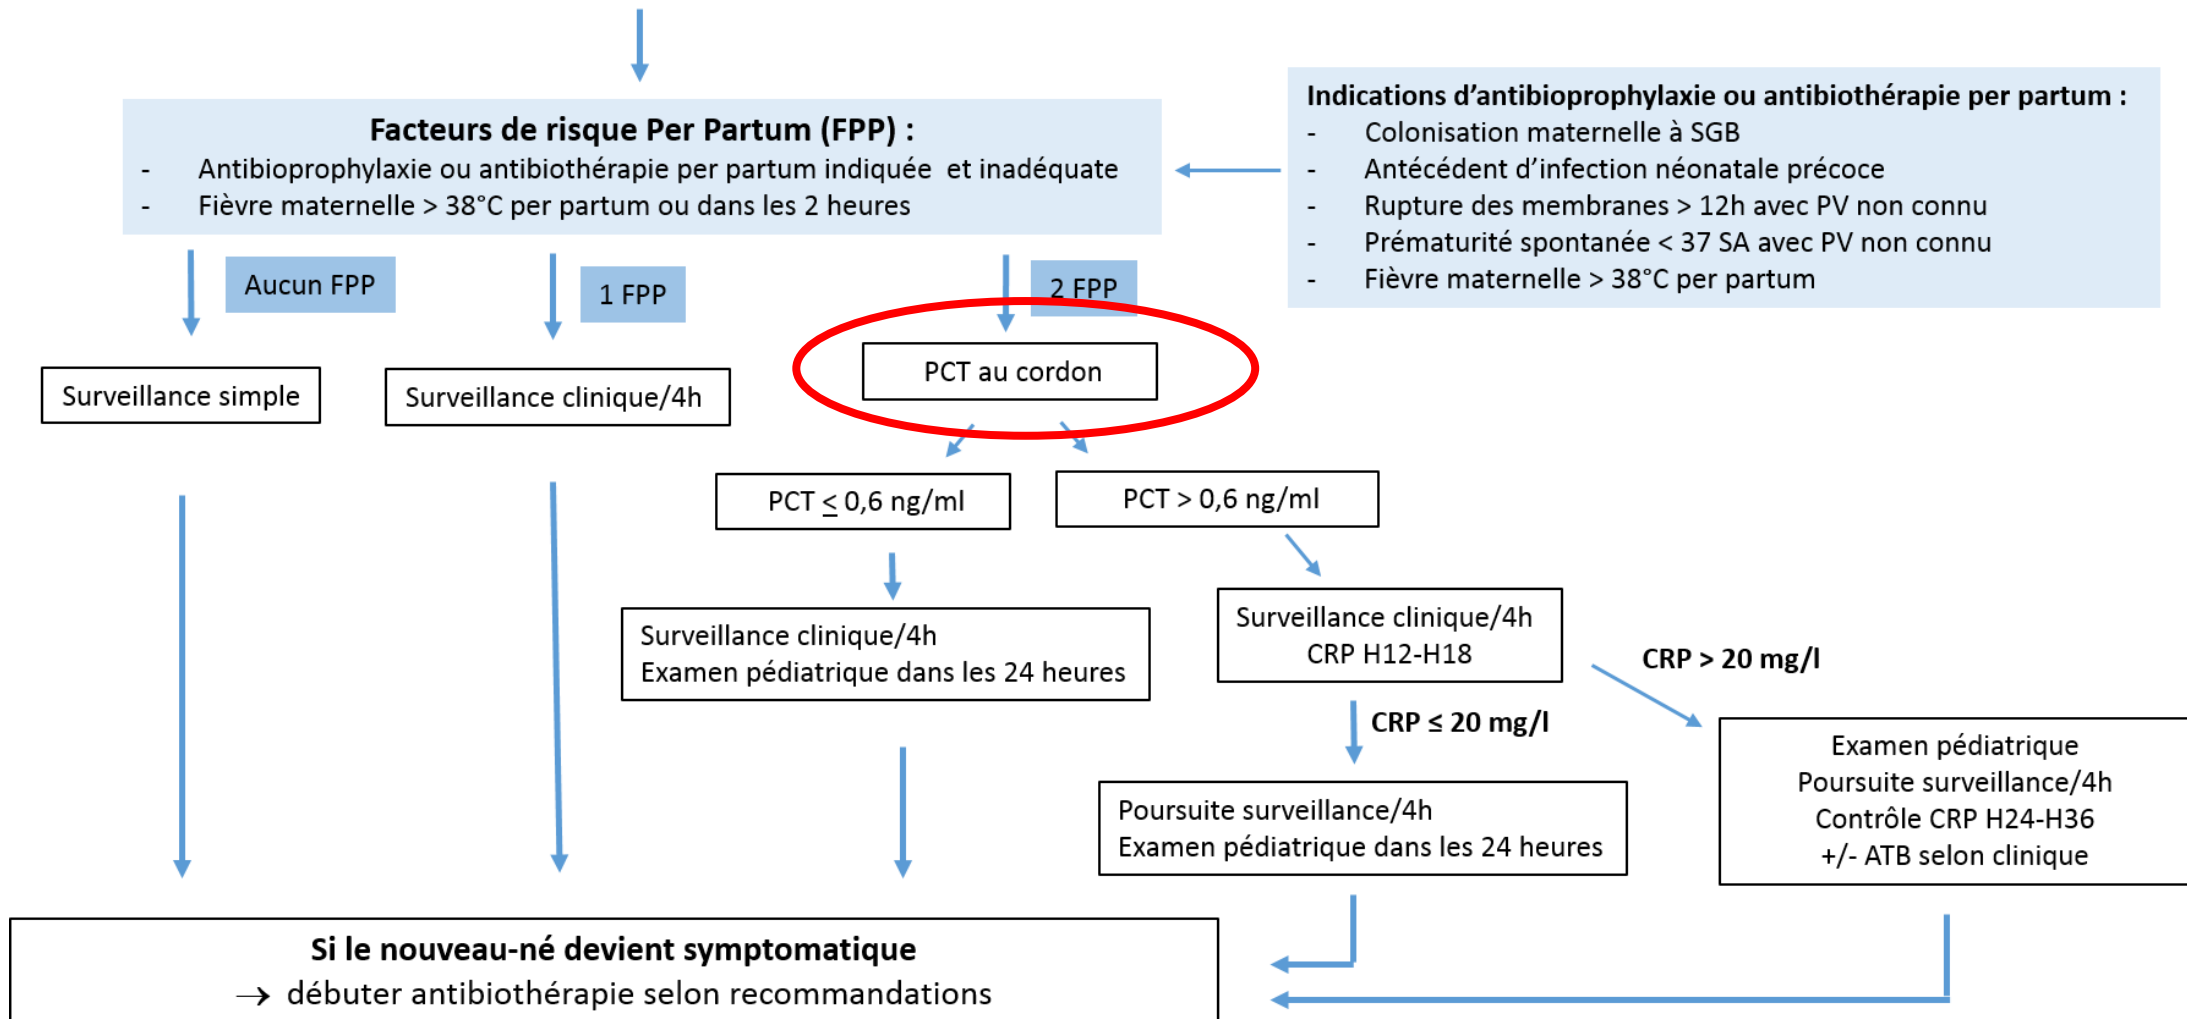 Facteurs de risque Per Partum (FPP) :
- Antibioprophylaxie ou antibiothérapie per partum indiquée et inadéquate
- Fièvre maternelle > 38°C per partum ou dans les 2 heures
Indications d’antibioprophylaxie ou antibiothérapie per partum :
- Colonisation maternelle à SGB
- Antécédent d’infection néonatale précoce
- Rupture des membranes > 12h avec PV non connu
- Prématurité spontanée < 37 SA avec PV non connu
- Fièvre maternelle > 38°C per partum
Aucun FPP
1 FPP
2 FPP
Surveillance simple
Surveillance clinique/4h
PCT au cordon
PCT ≤ 0,6 ng/ml
PCT > 0,6 ng/ml
Surveillance clinique/4h
Examen pédiatrique dans les 24 heures
Surveillance clinique/4h
CRP H12-H18
CRP > 20 mg/l
CRP ≤ 20 mg/l
Poursuite surveillance/4h
Examen pédiatrique dans les 24 heures
Examen pédiatrique
Poursuite surveillance/4h
Contrôle CRP H24-H36
+/- ATB selon clinique
Si le nouveau-né devient symptomatique
→ débuter antibiothérapie selon recommandations